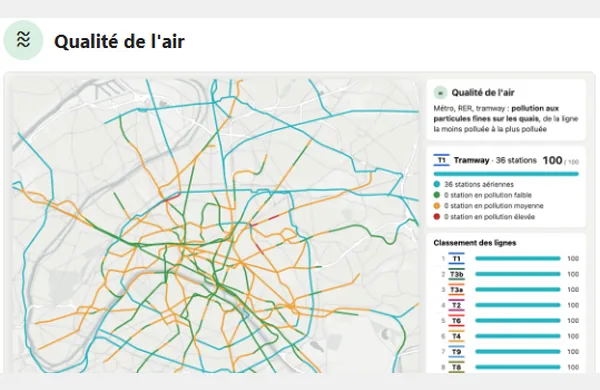 Qualité de l'air
Qualité de l'air
Métro, RER, tramway : pollution aux
particules fines sur les quais, de la ligne
la moins polluée à la plus polluée
T1 Tramway · 36 stations 100 / 100
36 stations aériennes
0 station en pollution faible
0 station en pollution moyenne
0 station en pollution élevée
Classement des lignes
1 T1 100
2 T3b 100
3 T3a 100
4 T2 100
5 T6 100
6 T4 100
7 T9 100
8 T8 100